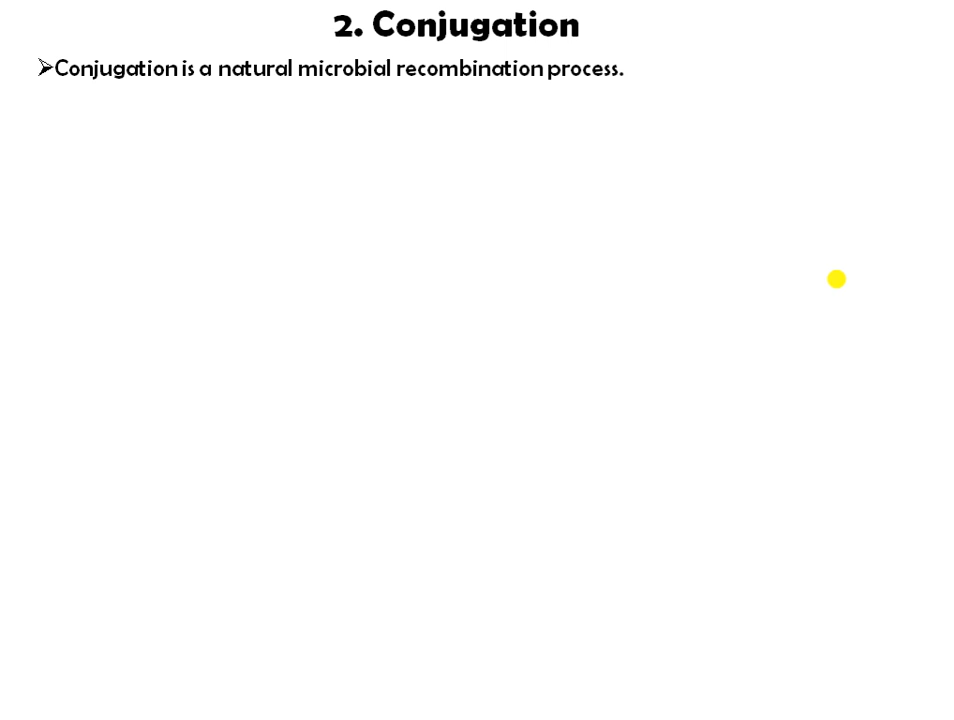 2. Conjugation
➢Conjugation is a natural microbial recombination process.